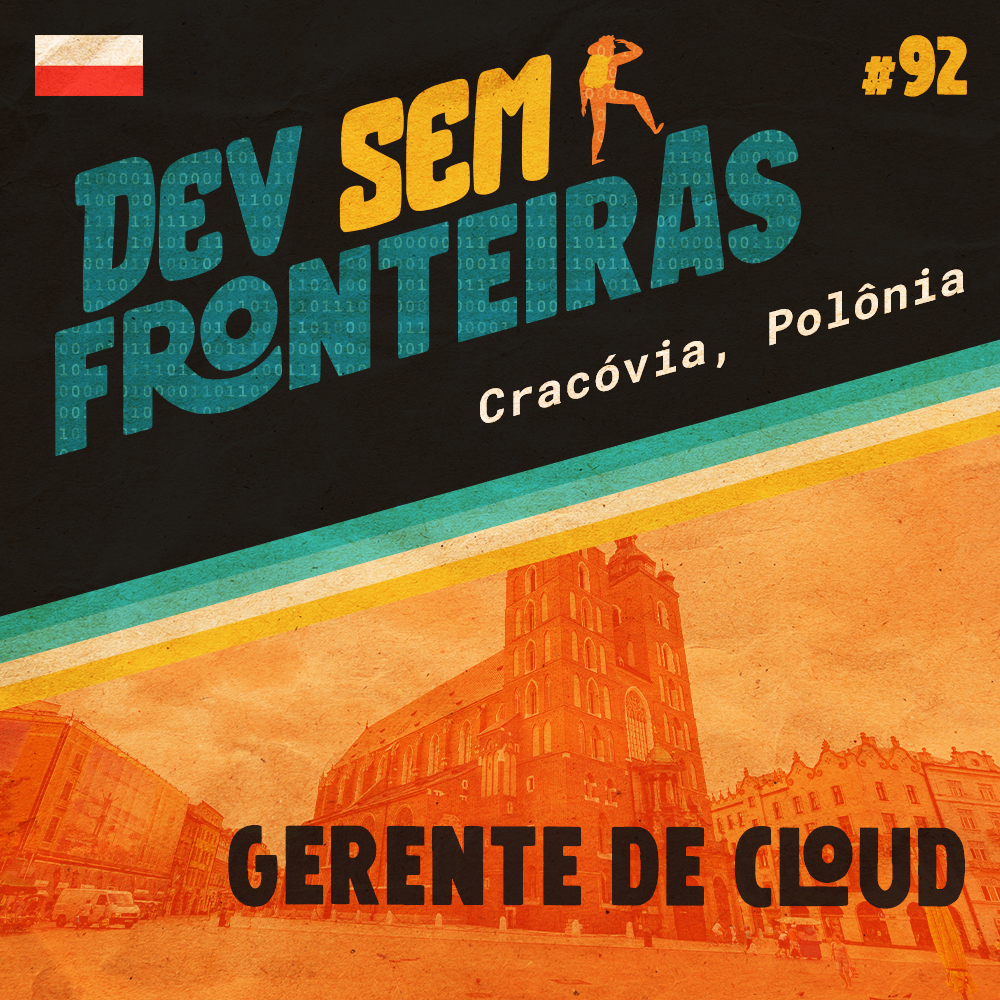 #92
DEV SEM
FRONTEIRAS
Cracóvia, Polônia
GERENTE DE CLOUD